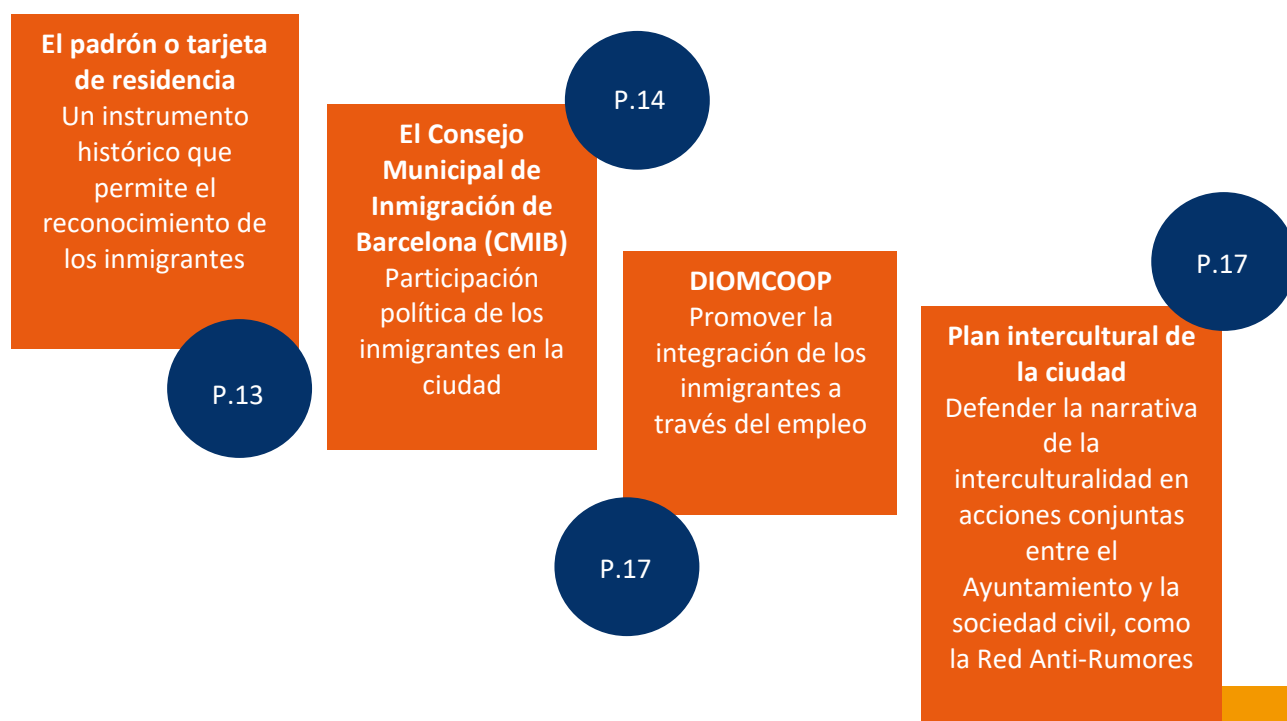 El padrón o tarjeta
de residencia
Un instrumento
histórico que
permite el
reconocimiento de
los inmigrantes
P.13
El Consejo
Municipal de
Inmigración de
Barcelona (CMIB)
Participación
política de los
inmigrantes en la
ciudad
P.14
DIOMCOOP
Promover la
integración de los
inmigrantes a
través del empleo
P.17
Plan intercultural de
la ciudad
Defender la narrativa
de la
interculturalidad en
acciones conjuntas
entre el
Ayuntamiento y la
sociedad civil, como
la Red Anti-Rumores
P.17